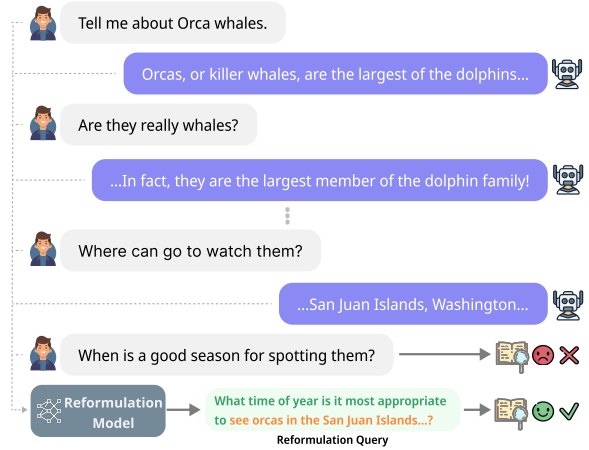 Tell me about Orca whales.
Orcas, or killer whales, are the largest of the dolphins...
Are they really whales?
...In fact, they are the largest member of the dolphin family!
Where can go to watch them?
...San Juan Islands, Washington...
When is a good season for spotting them?
Reformulation
Model
What time of year is it most appropriate
to see orcas in the San Juan Islands...?
Reformulation Query